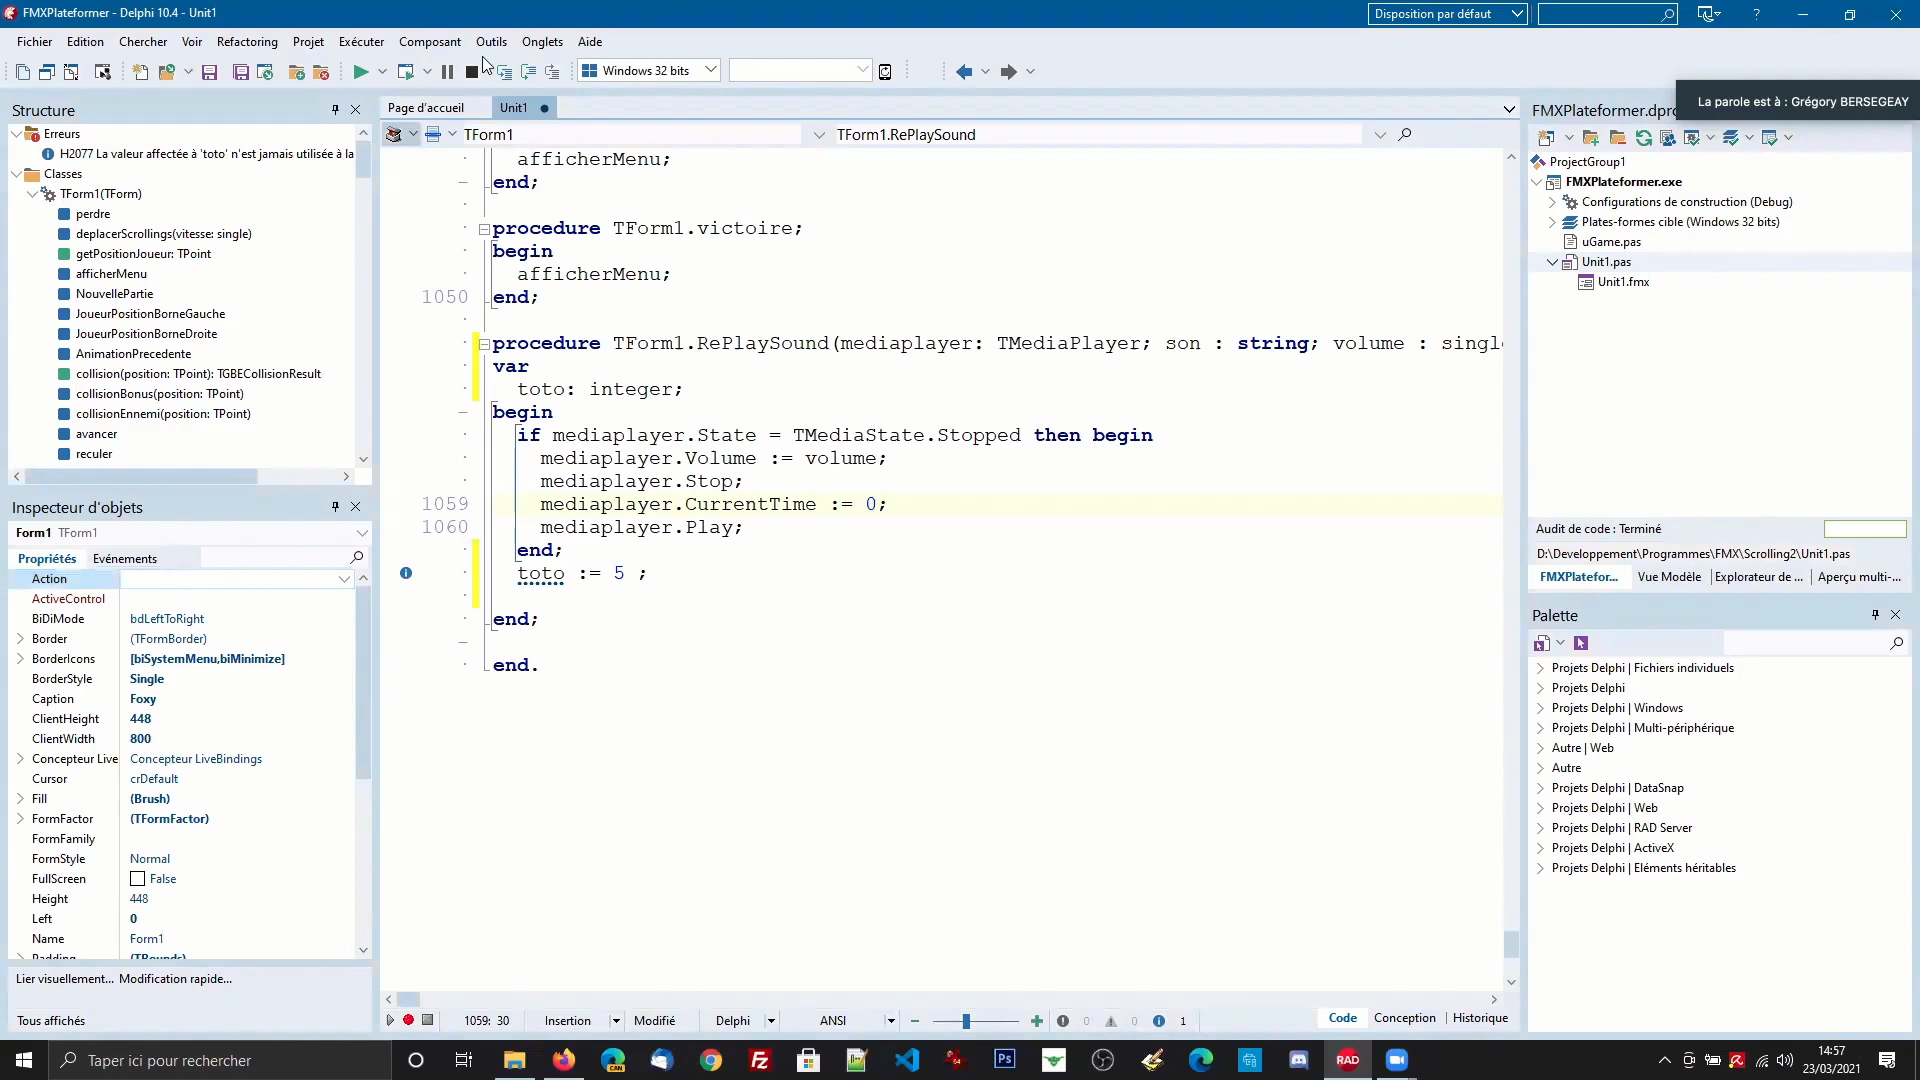 FMXPlateformer - Delphi 10.4 - Unit1
Disposition par défaut
?
Fichier Edition Chercher Voir Refactoring Projet Exécuter Composant Outils Onglets Aide
Windows 32 bits
La parole est à : Grégory BERSEGEAY
Structure
Erreurs
H2077 La valeur affectée à 'toto' n'est jamais utilisée à la
Classes
TForm1(TForm)
perdre
deplacerScrollings(vitesse: single)
getPositionJoueur: TPoint
afficherMenu
NouvellePartie
JoueurPositionBorneGauche
JoueurPositionBorneDroite
AnimationPrecedente
collision(position: TPoint): TGBECollisionResult
collisionBonus(position: TPoint)
collisionEnnemi(position: TPoint)
avancer
reculer
Inspecteur d'objets
Form1 TForm1
Propriétés Evénements
Action
ActiveControl
BiDiMode bdLeftToRight
Border (TFormBorder)
BorderIcons [biSystemMenu,biMinimize]
BorderStyle Single
Caption Foxy
ClientHeight 448
ClientWidth 800
Concepteur Live Concepteur LiveBindings
Cursor crDefault
Fill (Brush)
FormFactor (TFormFactor)
FormFamily
FormStyle Normal
FullScreen False
Height 448
Left 0
Name Form1
Padding (TBounds)
Lier visuellement... Modification rapide...
Tous affichés
Page d'accueil Unit1
TForm1 TForm1.RePlaySound
afficherMenu;
end;
procedure TForm1.victoire;
begin
afficherMenu;
1050 end;
procedure TForm1.RePlaySound(mediaplayer: TMediaPlayer; son : string; volume : single
var
toto: integer;
begin
if mediaplayer.State = TMediaState.Stopped then begin
mediaplayer.Volume := volume;
mediaplayer.Stop;
1059 mediaplayer.CurrentTime := 0;
1060 mediaplayer.Play;
end;
toto := 5 ;
end;
end.
1059: 30 Insertion Modifié Delphi ANSI 0 0 1 Code Conception Historique
FMXPlateformer.dpro
ProjectGroup1
FMXPlateformer.exe
Configurations de construction (Debug)
Plates-formes cible (Windows 32 bits)
uGame.pas
Unit1.pas
Unit1.fmx
Audit de code : Terminé
D:\Developpement\Programmes\FMX\Scrolling2\Unit1.pas
FMXPlatefor... Vue Modèle Explorateur de ... Aperçu multi-...
Palette
Projets Delphi | Fichiers individuels
Projets Delphi
Projets Delphi | Windows
Projets Delphi | Multi-périphérique
Autre | Web
Autre
Projets Delphi | DataSnap
Projets Delphi | Web
Projets Delphi | RAD Server
Projets Delphi | ActiveX
Projets Delphi | Eléments héritables
Taper ici pour rechercher
CAN
Fz
Ps
RAD
14:57
23/03/2021